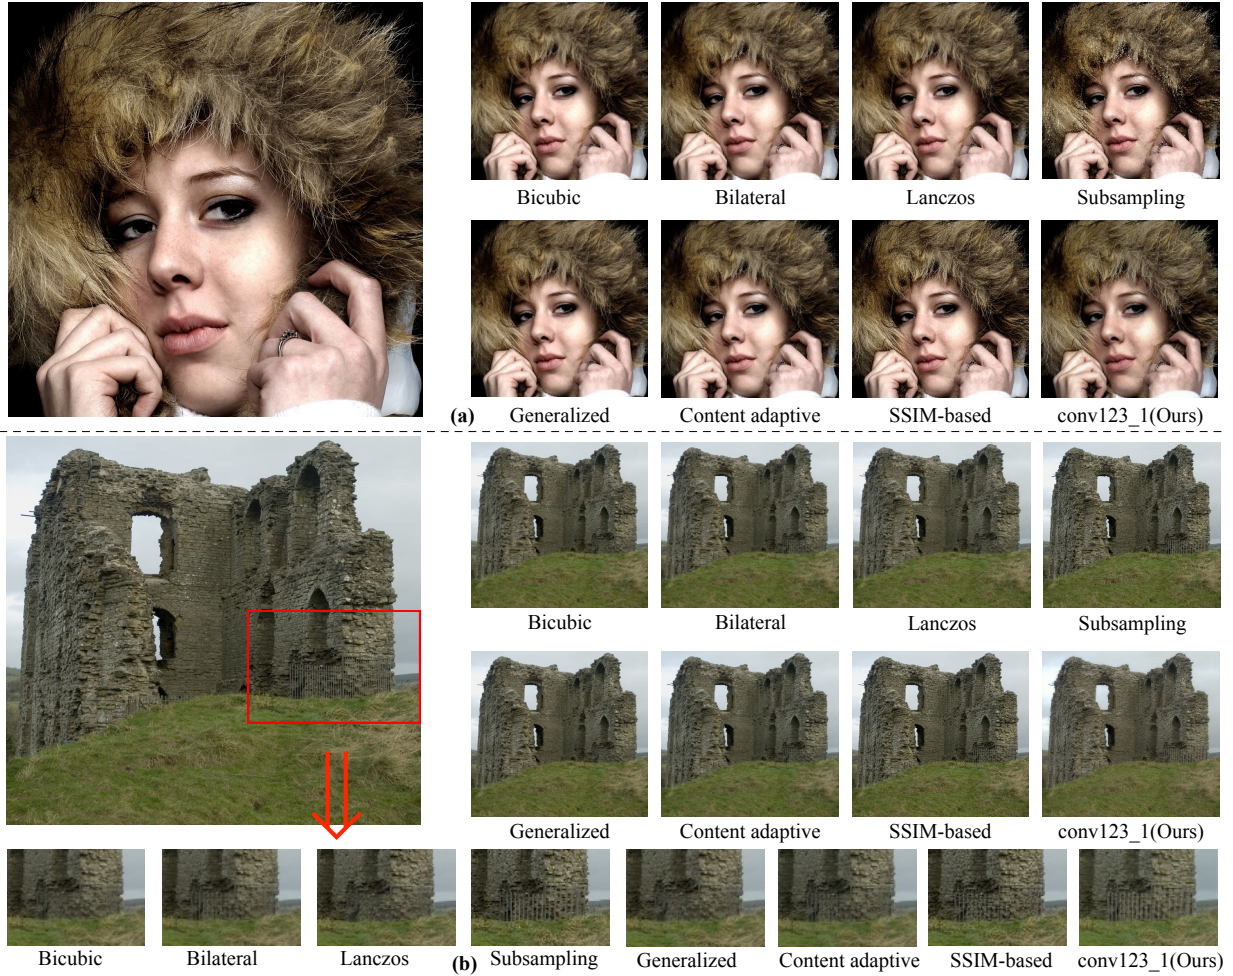 Bicubic Bilateral Lanczos Subsampling
(a) Generalized Content adaptive SSIM-based conv123_1(Ours)
Bicubic Bilateral Lanczos Subsampling
Generalized Content adaptive SSIM-based conv123_1(Ours)
Bicubic Bilateral Lanczos (b) Subsampling Generalized Content adaptive SSIM-based conv123_1(Ours)